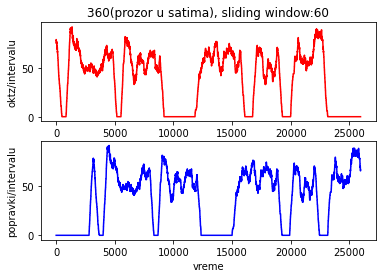 360(prozor u satima), sliding window:60
oktz/intervalu
50
0
0 5000 10000 15000 20000 25000
popravki/intervalu
50
0
0 5000 10000 15000 20000 25000
vreme